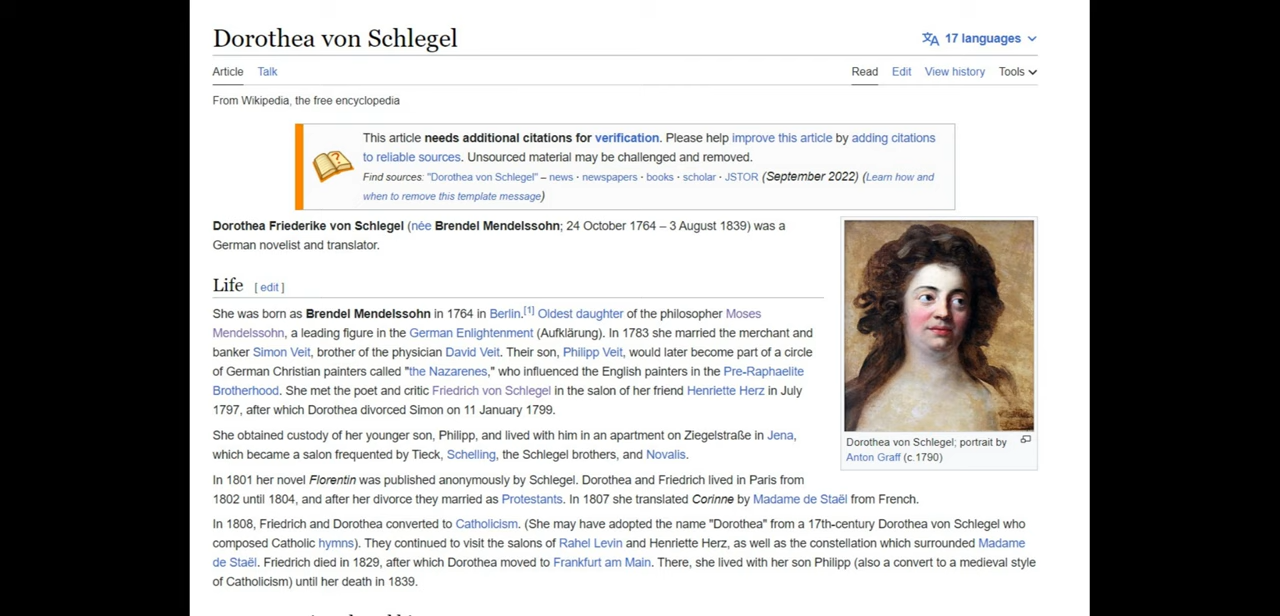 Dorothea von Schlegel
17 languages
Article Talk Read Edit View history Tools
From Wikipedia, the free encyclopedia
This article needs additional citations for verification. Please help improve this article by adding citations
to reliable sources. Unsourced material may be challenged and removed.
Find sources: "Dorothea von Schlegel" – news · newspapers · books · scholar · JSTOR (September 2022) (Learn how and
when to remove this template message)
Dorothea Friederike von Schlegel (née Brendel Mendelssohn; 24 October 1764 – 3 August 1839) was a
German novelist and translator.
Life [ edit ]
She was born as Brendel Mendelssohn in 1764 in Berlin.[1] Oldest daughter of the philosopher Moses
Mendelssohn, a leading figure in the German Enlightenment (Aufklärung). In 1783 she married the merchant and
banker Simon Veit, brother of the physician David Veit. Their son, Philipp Veit, would later become part of a circle
of German Christian painters called "the Nazarenes," who influenced the English painters in the Pre-Raphaelite
Brotherhood. She met the poet and critic Friedrich von Schlegel in the salon of her friend Henriette Herz in July
1797, after which Dorothea divorced Simon on 11 January 1799.
She obtained custody of her younger son, Philipp, and lived with him in an apartment on Ziegelstraße in Jena,
which became a salon frequented by Tieck, Schelling, the Schlegel brothers, and Novalis.
Dorothea von Schlegel; portrait by
Anton Graff (c. 1790)
In 1801 her novel Florentin was published anonymously by Schlegel. Dorothea and Friedrich lived in Paris from
1802 until 1804, and after her divorce they married as Protestants. In 1807 she translated Corinne by Madame de Staël from French.
In 1808, Friedrich and Dorothea converted to Catholicism. (She may have adopted the name "Dorothea" from a 17th-century Dorothea von Schlegel who
composed Catholic hymns). They continued to visit the salons of Rahel Levin and Henriette Herz, as well as the constellation which surrounded Madame
de Staël. Friedrich died in 1829, after which Dorothea moved to Frankfurt am Main. There, she lived with her son Philipp (also a convert to a medieval style
of Catholicism) until her death in 1839.